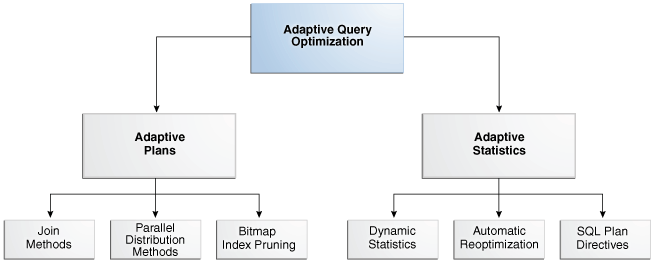 Adaptive Query
Optimization
Adaptive
Plans
Adaptive
Statistics
Join
Methods
Parallel
Distribution
Methods
Bitmap
Index Pruning
Dynamic
Statistics
Automatic
Reoptimization
SQL Plan
Directives